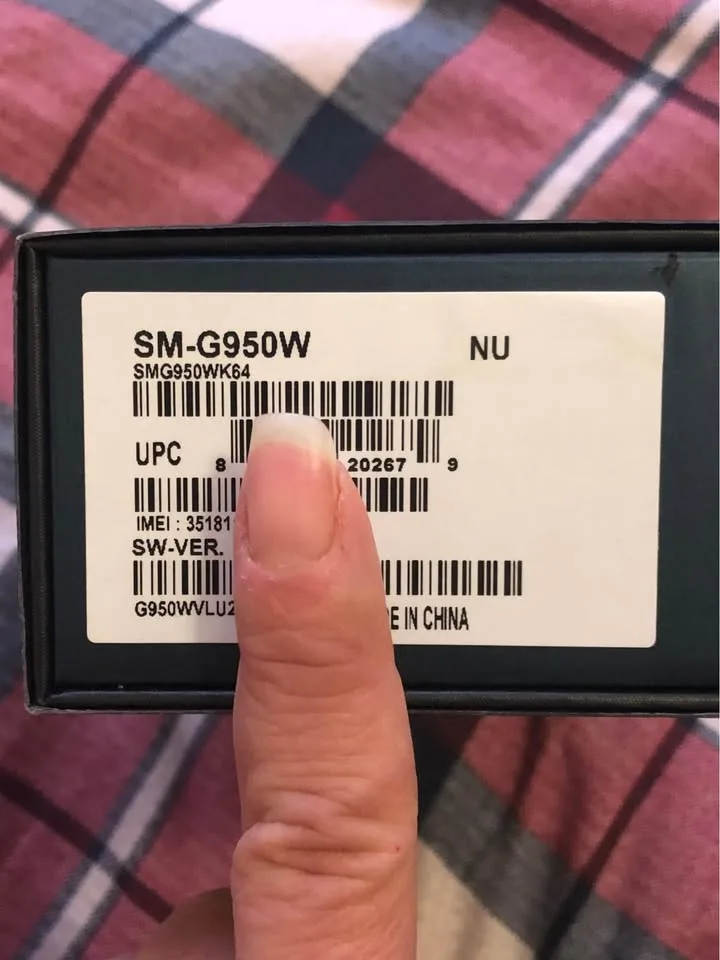 SM-G950W NU
SMG950WK64
UPC 8 20267 9
IMEI : 35181
SW-VER.
G950WVLU2 IN CHINA